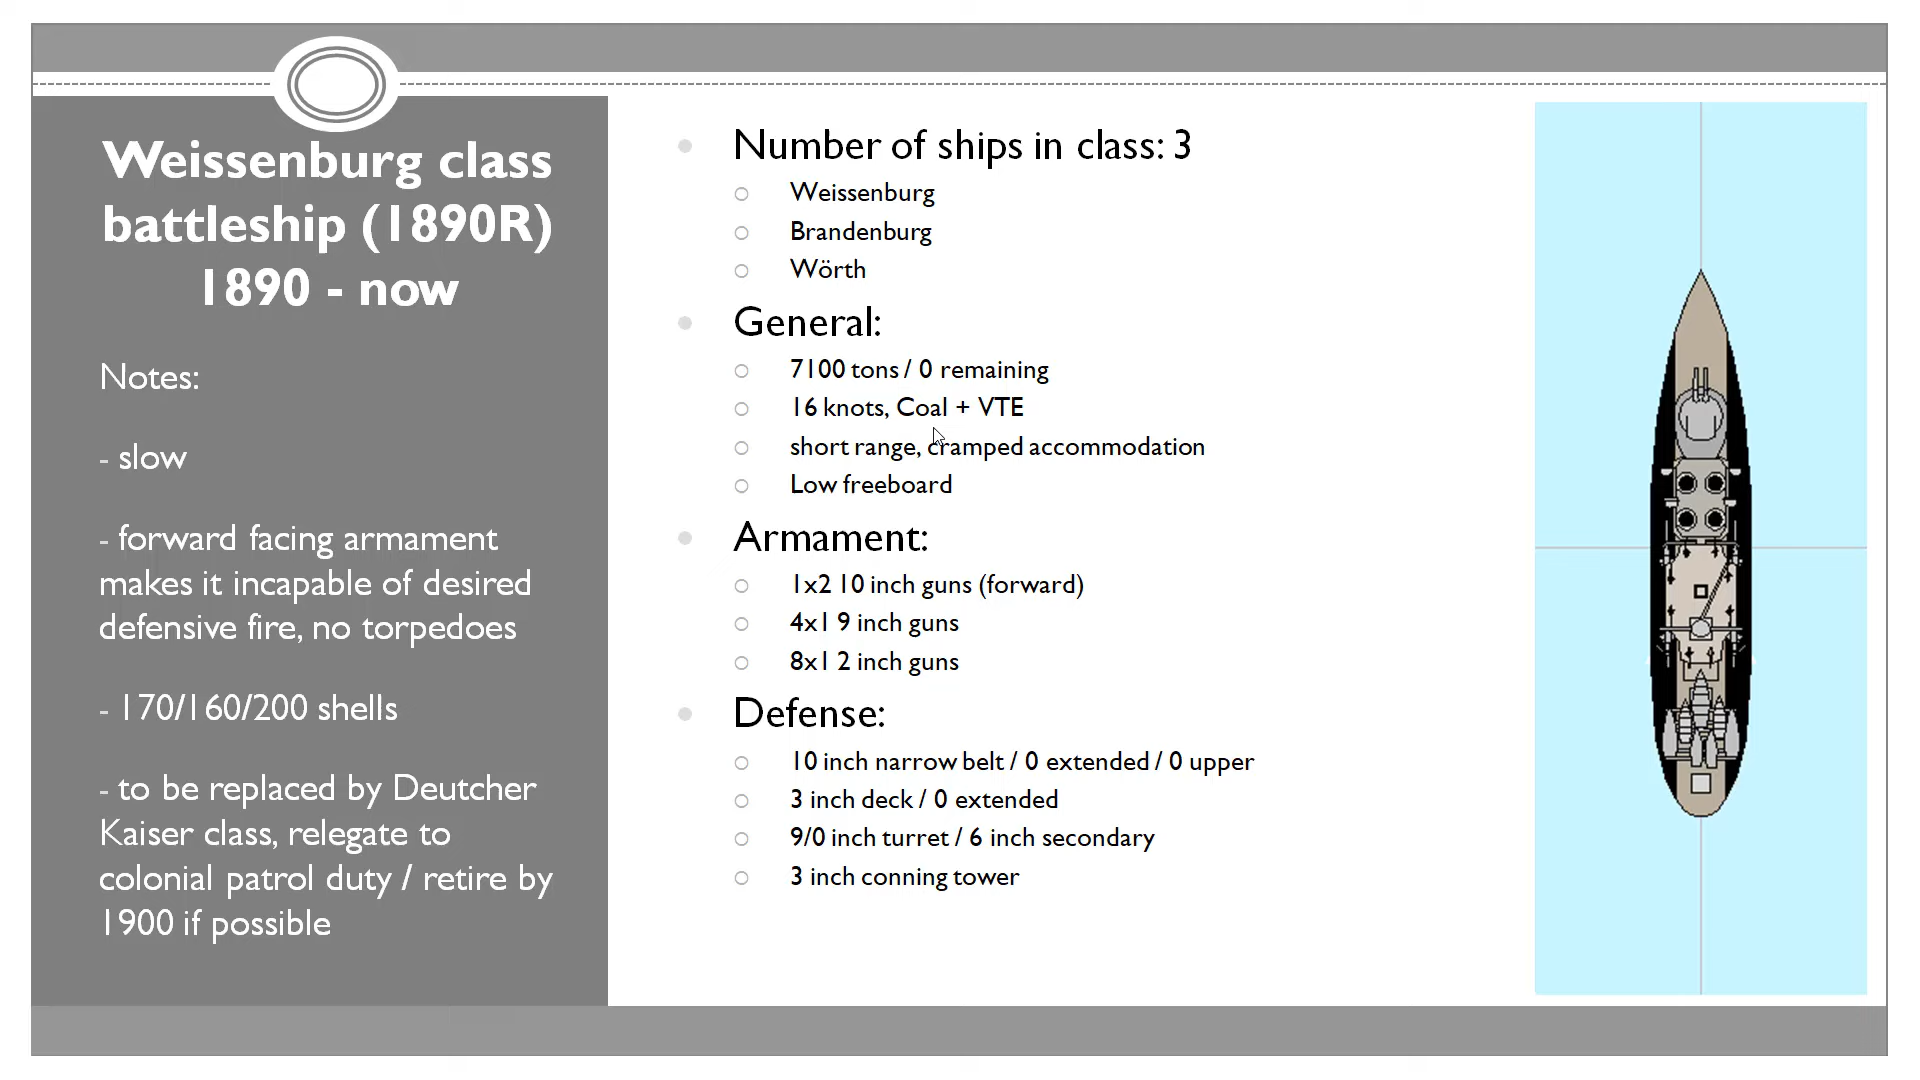 Weissenburg class
battleship (1890R)
1890 - now
Notes:
- slow
- forward facing armament
makes it incapable of desired
defensive fire, no torpedoes
- 170/160/200 shells
- to be replaced by Deutcher
Kaiser class, relegate to
colonial patrol duty / retire by
1900 if possible
Number of ships in class: 3
Weissenburg
Brandenburg
Wörth
General:
7100 tons / 0 remaining
16 knots, Coal + VTE
short range, cramped accommodation
Low freeboard
Armament:
1x2 10 inch guns (forward)
4x1 9 inch guns
8x1 2 inch guns
Defense:
10 inch narrow belt / 0 extended / 0 upper
3 inch deck / 0 extended
9/0 inch turret / 6 inch secondary
3 inch conning tower